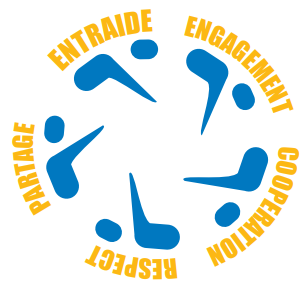 ENTRAIDE
ENGAGEMENT
COOPERATION
RESPECT
PARTAGE